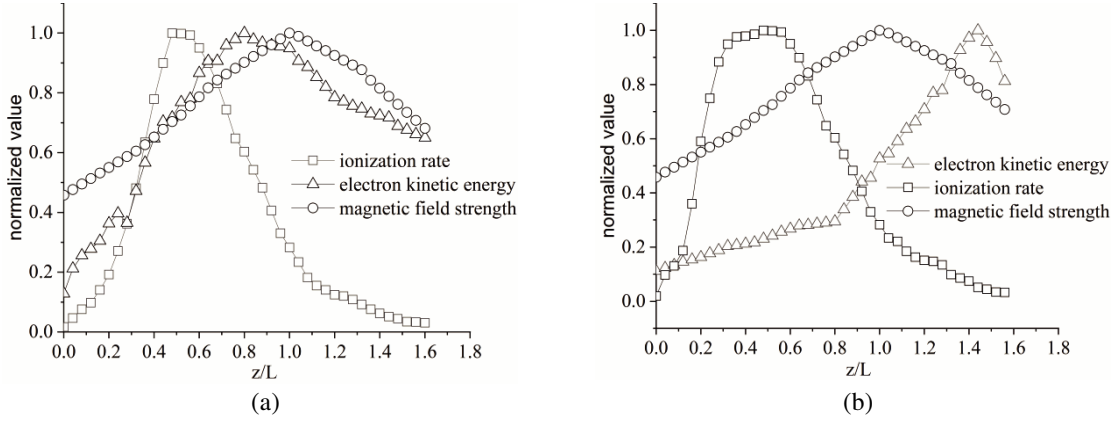 1.0
0.8
0.6
0.4
0.2
0.0
normalized value
ionization rate
electron kinetic energy
magnetic field strength
0.0 0.2 0.4 0.6 0.8 1.0 1.2 1.4 1.6 1.8
z/L
(a)
1.0
0.8
0.6
0.4
0.2
0.0
normalized value
electron kinetic energy
ionization rate
magnetic field strength
0.0 0.2 0.4 0.6 0.8 1.0 1.2 1.4 1.6 1.8
z/L
(b)